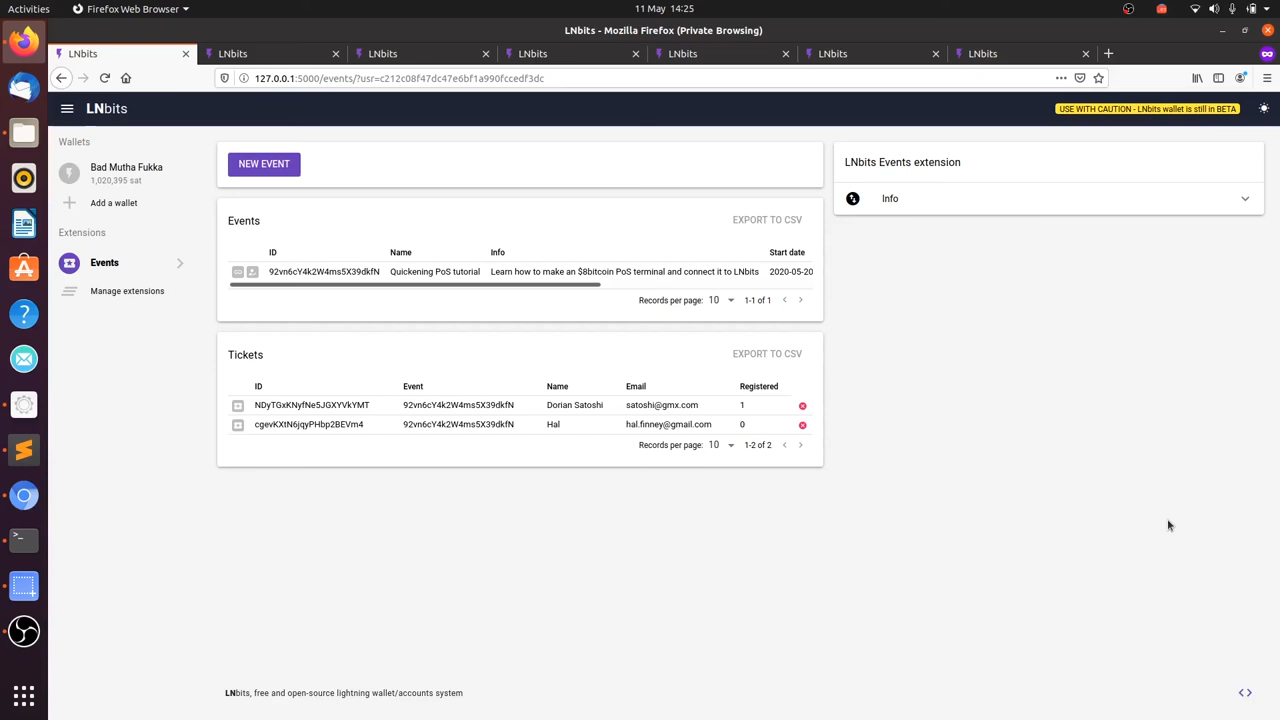 Activities
Firefox Web Browser
11 May 14:25
LNbits - Mozilla Firefox (Private Browsing)
LNbits
LNbits
LNbits
LNbits
LNbits
LNbits
LNbits
127.0.0.1:5000/events/?usr=c212c08f47dc47e6bf1a990fccedf3dc
LNbits
USE WITH CAUTION - LNbits wallet is still in BETA
Wallets
Bad Mutha Fukka
1,020,395 sat
Add a wallet
Extensions
Events
Manage extensions
NEW EVENT
Events
EXPORT TO CSV
ID Name Info Start date
92vn6cY4k2W4ms5X39dkfN Quickening PoS tutorial Learn how to make an $8bitcoin PoS terminal and connect it to LNbits 2020-05-20
Records per page: 10 1-1 of 1
Tickets
EXPORT TO CSV
ID Event Name Email Registered
NDyTGxKNyfNe5JGXYVkYMT 92vn6cY4k2W4ms5X39dkfN Dorian Satoshi satoshi@gmx.com 1
cgevKXtN6jqyPHbp2BEVm4 92vn6cY4k2W4ms5X39dkfN Hal hal.finney@gmail.com 0
Records per page: 10 1-2 of 2
LNbits Events extension
Info
LNbits, free and open-source lightning wallet/accounts system